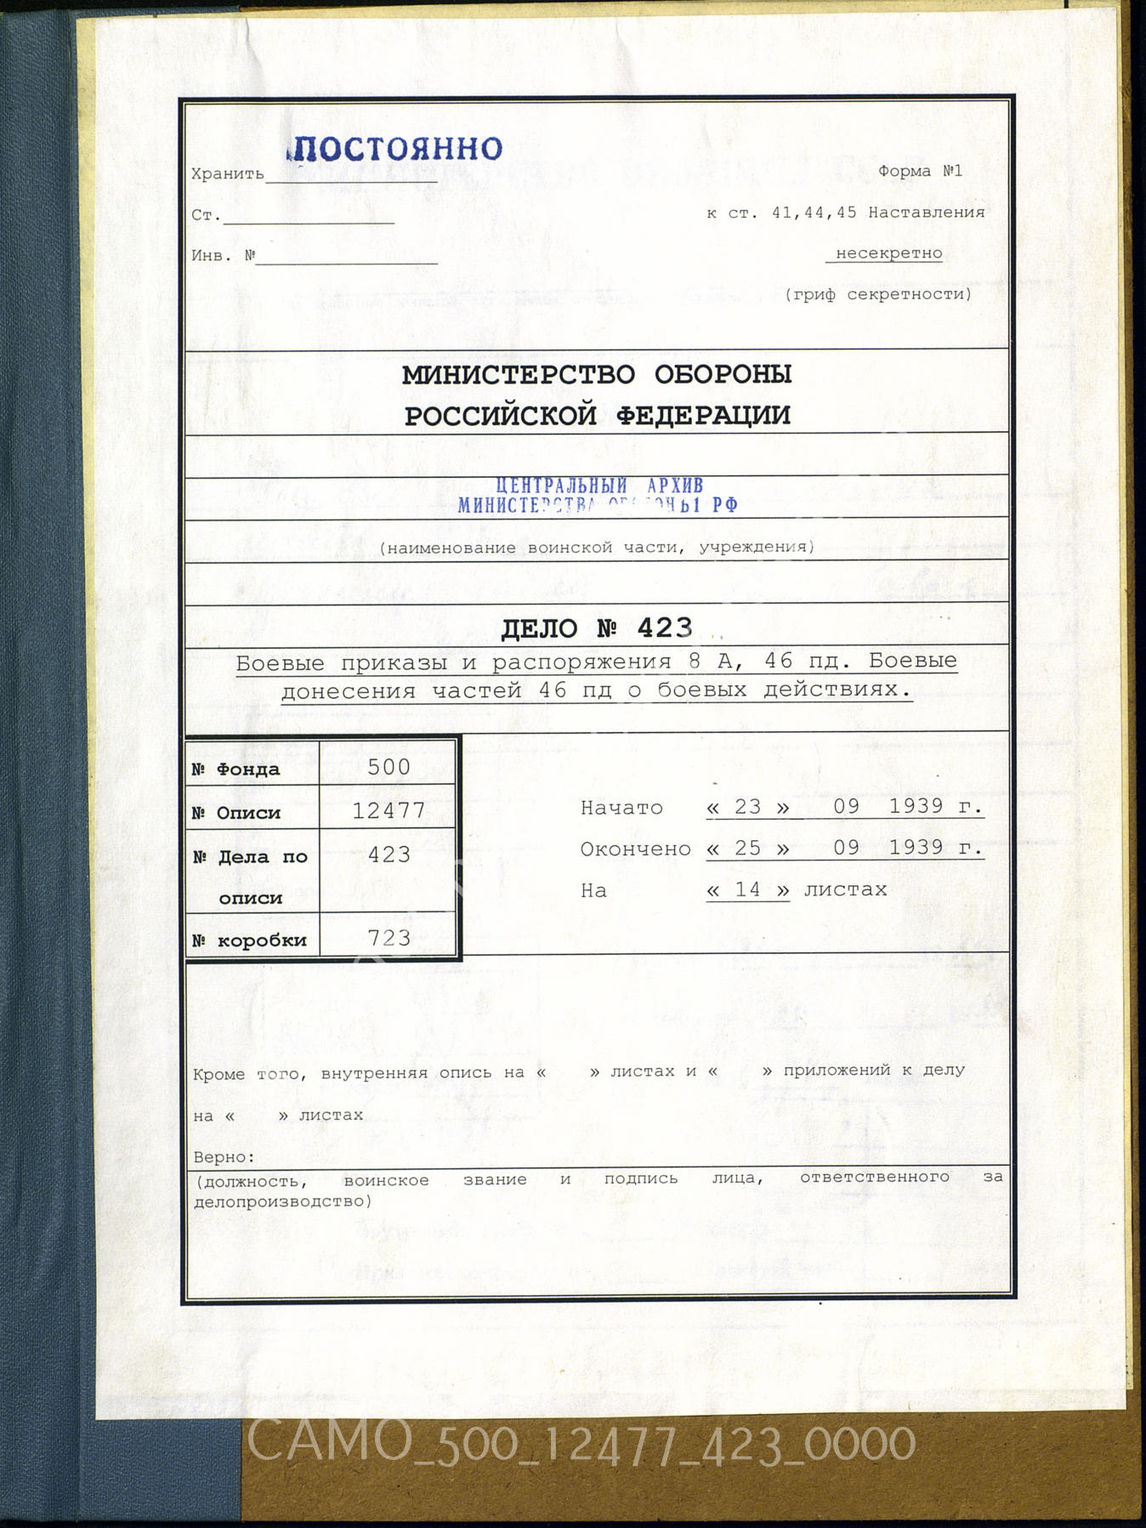 ПОСТОЯННО
Хранить
Форма №1
Ст.
к ст. 41,44,45 Наставления
Инв. №
несекретно
(гриф секретности)
МИНИСТЕРСТВО ОБОРОНЫ
РОССИЙСКОЙ ФЕДЕРАЦИИ
ЦЕНТРАЛЬНЫЙ АРХИВ
МИНИСТЕРСТВА ОБОРОНЫ РФ
(наименование воинской части, учреждения)
ДЕЛО № 423
Боевые приказы и распоряжения 8 А, 46 пд. Боевые
донесения частей 46 пд о боевых действиях.
№ Фонда 500
№ Описи 12477
№ Дела по 423
описи
№ коробки 723
Начато « 23 » 09 1939 г.
Окончено « 25 » 09 1939 г.
На « 14 » листах
Кроме того, внутренняя опись на « » листах и « » приложений к делу
на « » листах
Верно:
(должность, воинское звание и подпись лица, ответственного за
делопроизводство)
CAMO_500_12477_423_0000